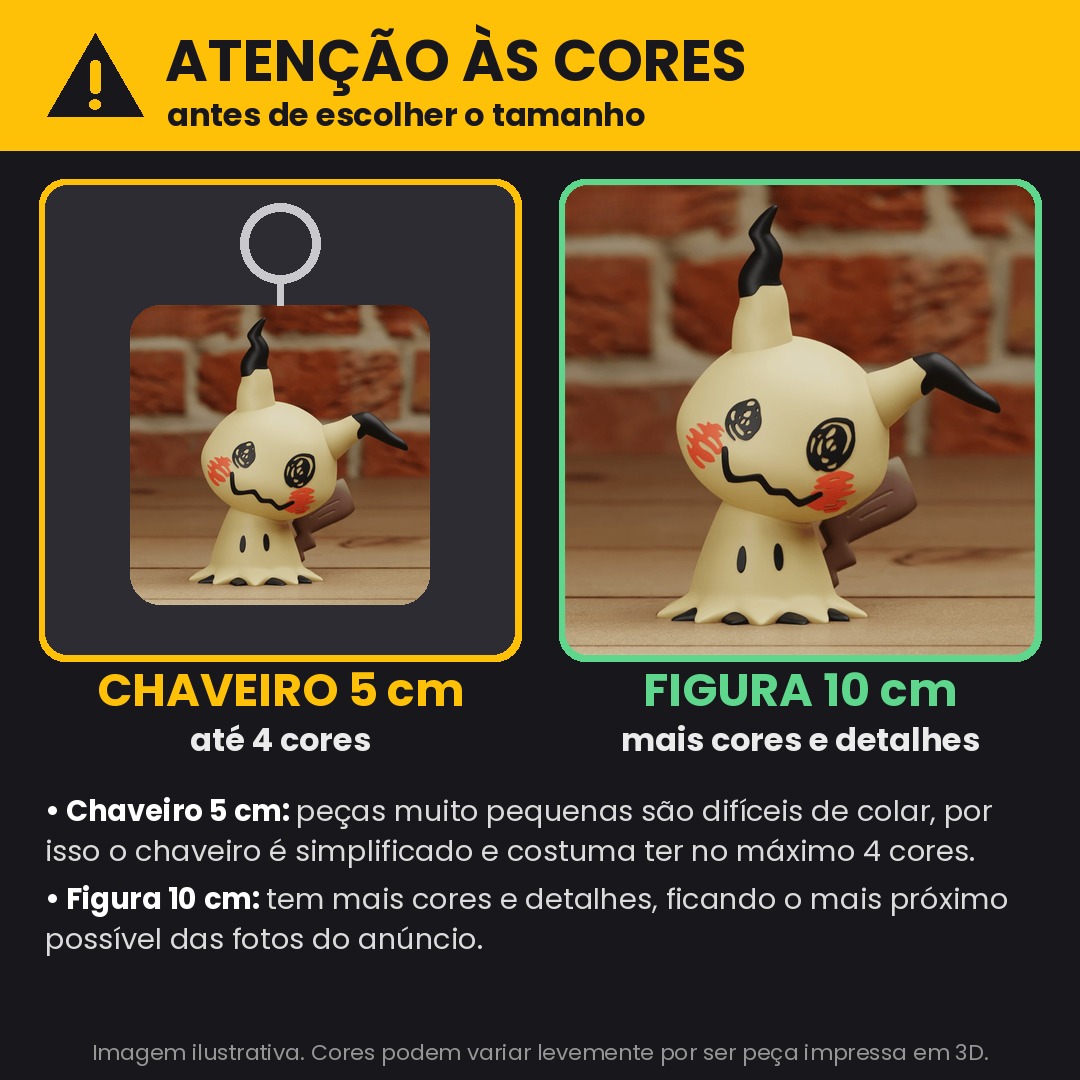 ATENÇÃO ÀS CORES
antes de escolher o tamanho
CHAVEIRO 5 cm
até 4 cores
FIGURA 10 cm
mais cores e detalhes
• Chaveiro 5 cm: peças muito pequenas são difíceis de colar, por
isso o chaveiro é simplificado e costuma ter no máximo 4 cores.
• Figura 10 cm: tem mais cores e detalhes, ficando o mais próximo
possível das fotos do anúncio.
Imagem ilustrativa. Cores podem variar levemente por ser peça impressa em 3D.